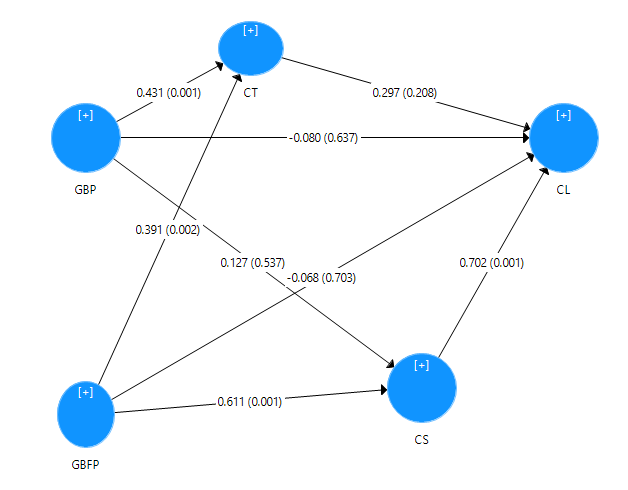 [+]
CT
0.431 (0.001)
0.297 (0.208)
[+]
GBP
-0.080 (0.637)
[+]
CL
0.391 (0.002)
0.127 (0.537)
-0.068 (0.703)
0.702 (0.001)
[+]
GBFP
0.611 (0.001)
[+]
CS